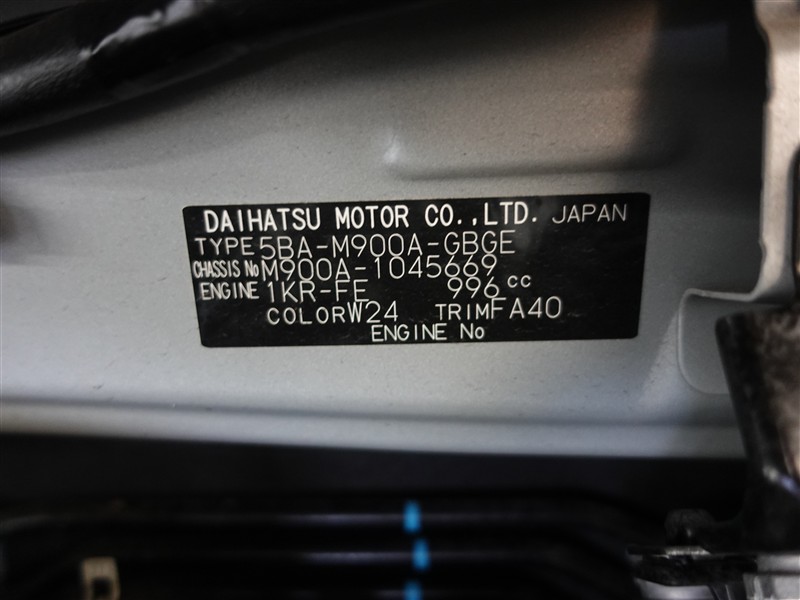 DAIHATSU MOTOR CO.,LTD. JAPAN
TYPE 5BA-M900A-GBGE
CHASSIS No M900A-1045669
ENGINE 1KR-FE 996 cc
COLOR W24 TRIM FA40
ENGINE No